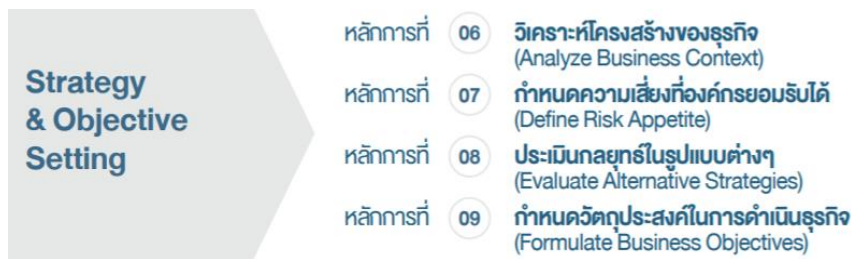 Strategy
& Objective
Setting
หลักการที่ 06 วิเคราะห์โครงสร้างของธุรกิจ
(Analyze Business Context)
หลักการที่ 07 กำหนดความเสี่ยงที่องค์กรยอมรับได้
(Define Risk Appetite)
หลักการที่ 08 ประเมินกลยุทธ์ในรูปแบบต่างๆ
(Evaluate Alternative Strategies)
หลักการที่ 09 กำหนดวัตถุประสงค์ในการดำเนินธุรกิจ
(Formulate Business Objectives)